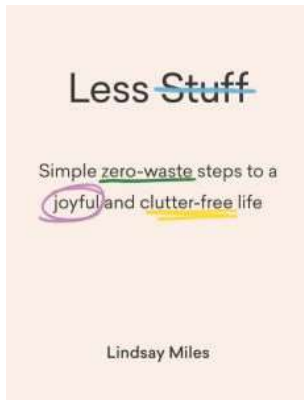 Less Stuff
Simple zero-waste steps to a
joyful and clutter-free life
Lindsay Miles